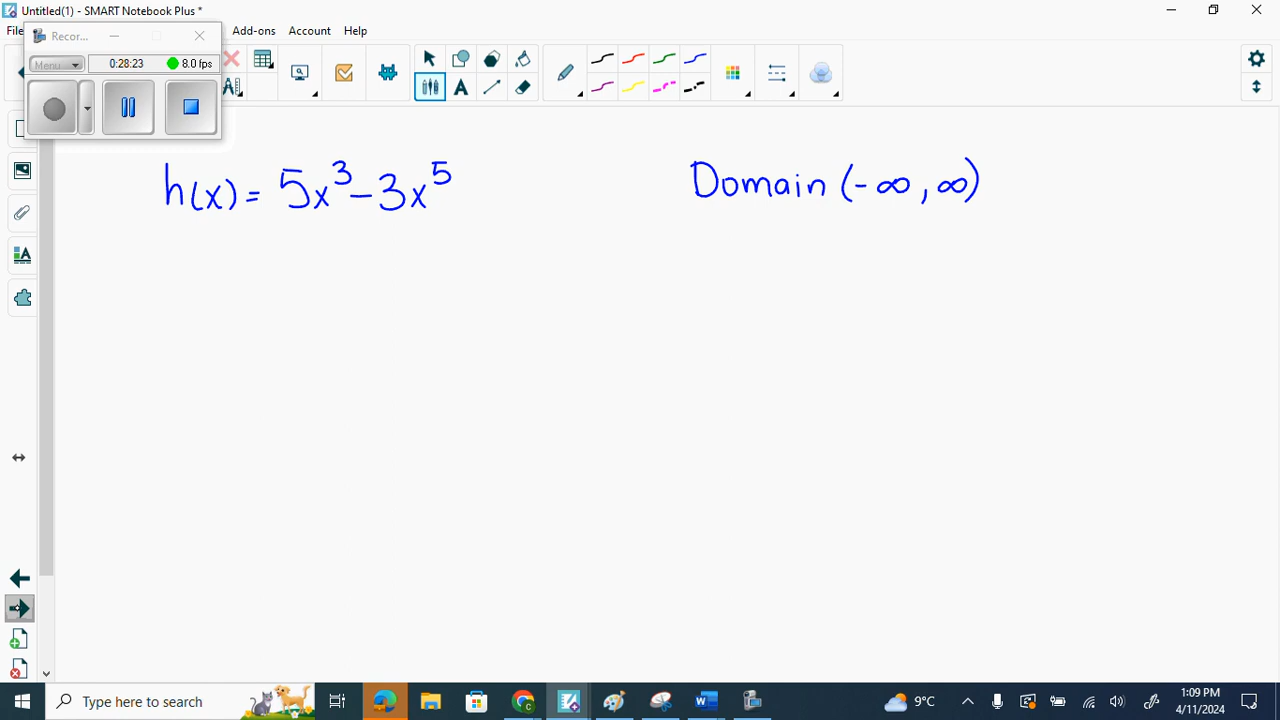 Untitled(1) - SMART Notebook Plus *
Recor...
File
Add-ons Account Help
Menu
0:28:23
8.0 fps
h(x) = 5x³ - 3x⁵
Domain (-∞, ∞)
Type here to search
9°C
1:09 PM
4/11/2024